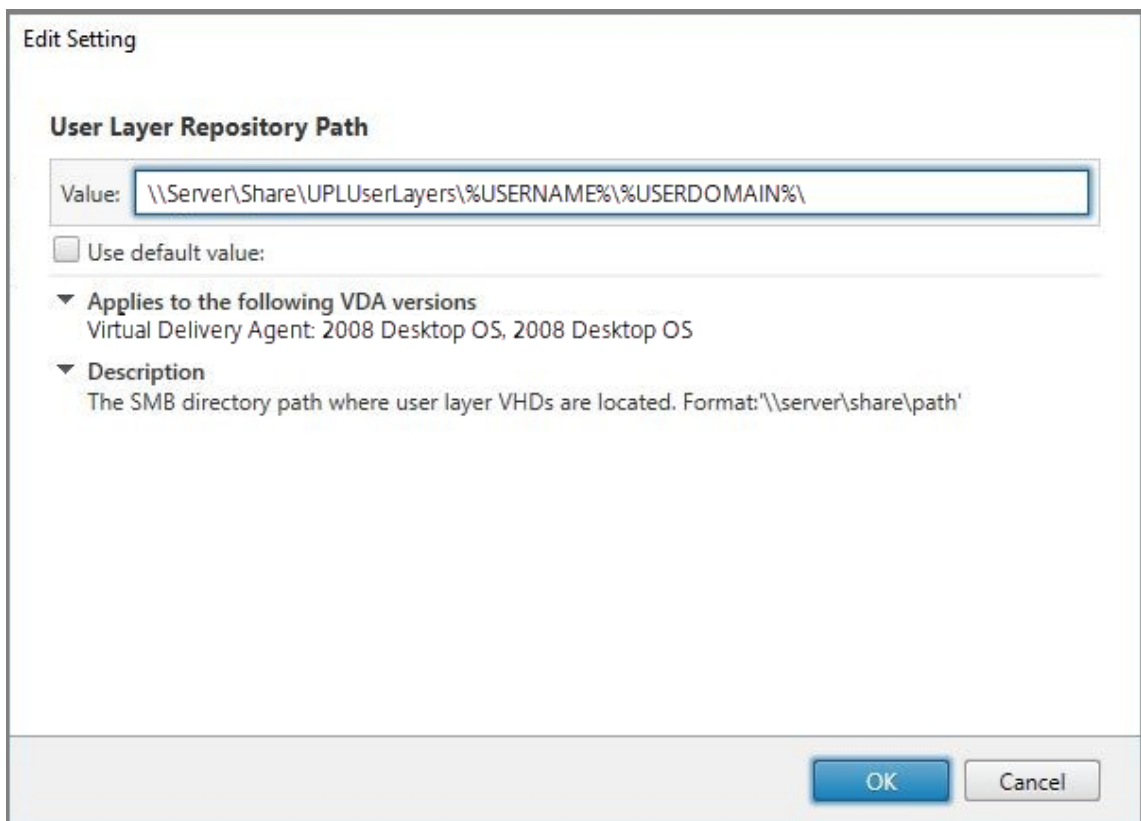 Edit Setting
User Layer Repository Path
Value: \\Server\Share\UPLUserLayers\%USERNAME%\%USERDOMAIN%\
Use default value:
Applies to the following VDA versions
Virtual Delivery Agent: 2008 Desktop OS, 2008 Desktop OS
Description
The SMB directory path where user layer VHDs are located. Format:'\\server\share\path'
OK Cancel